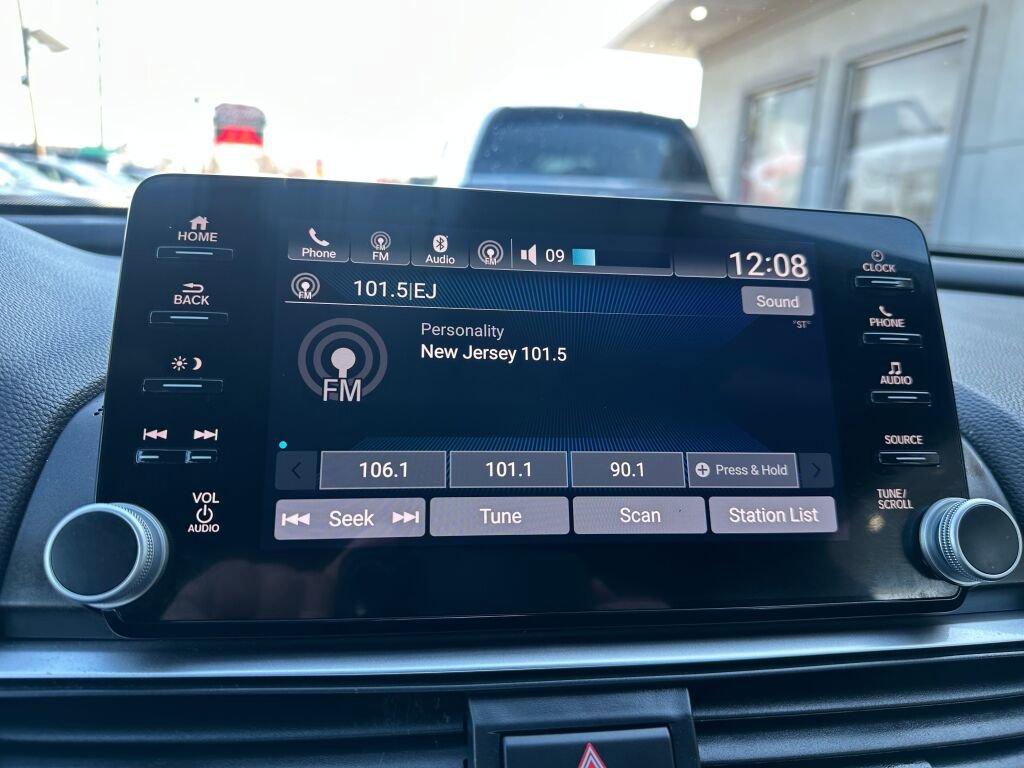 HOME
Phone
FM
Audio
FM
09
12:08
CLOCK
FM
101.5|EJ
Sound
BACK
"ST"
PHONE
Personality
New Jersey 101.5
FM
AUDIO
106.1
101.1
90.1
Press & Hold
SOURCE
VOL
AUDIO
Seek
Tune
Scan
Station List
TUNE/
SCROLL